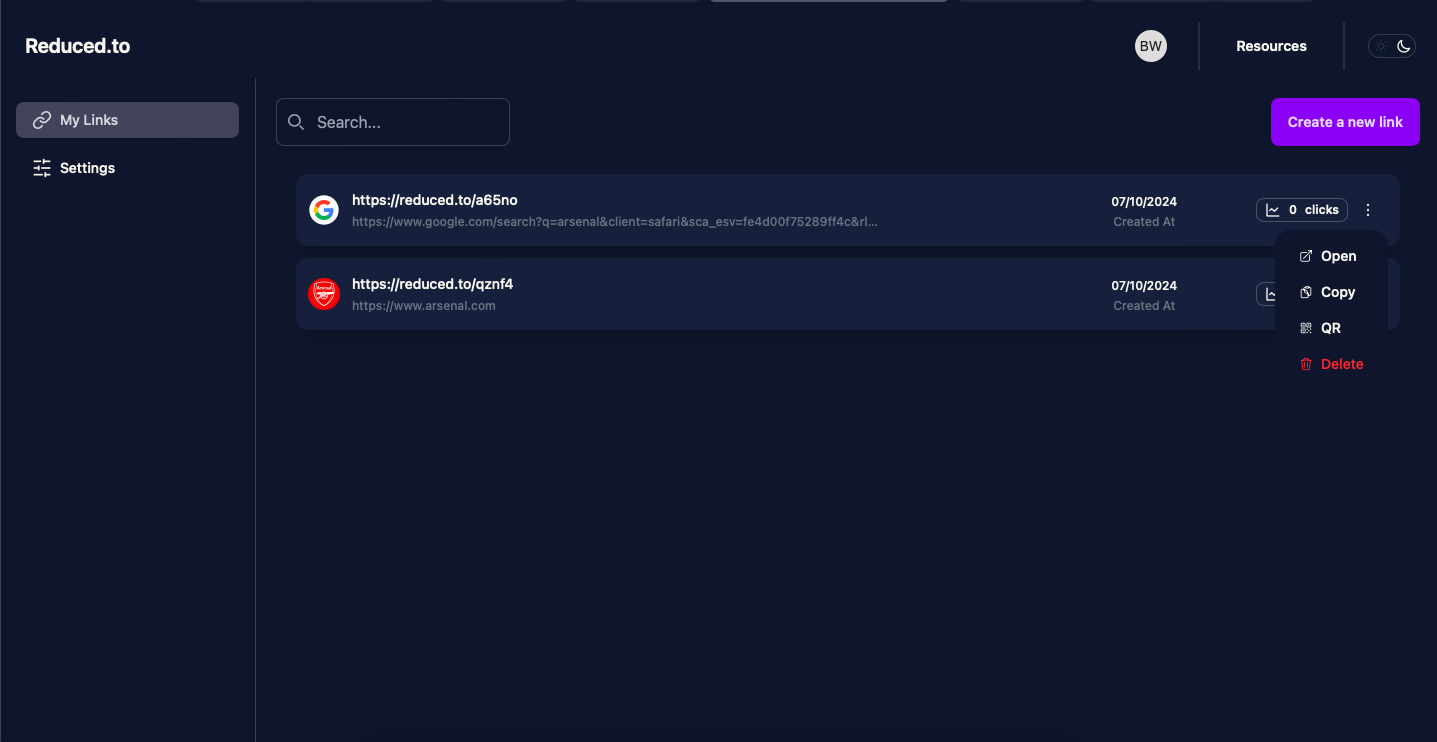 Reduced.to
BW
Resources
My Links
Settings
Search...
Create a new link
https://reduced.to/a65no
https://www.google.com/search?q=arsenal&client=safari&sca_esv=fe4d00f75289ff4c&rl...
07/10/2024
Created At
0 clicks
https://reduced.to/qznf4
https://www.arsenal.com
07/10/2024
Created At
Open
Copy
QR
Delete